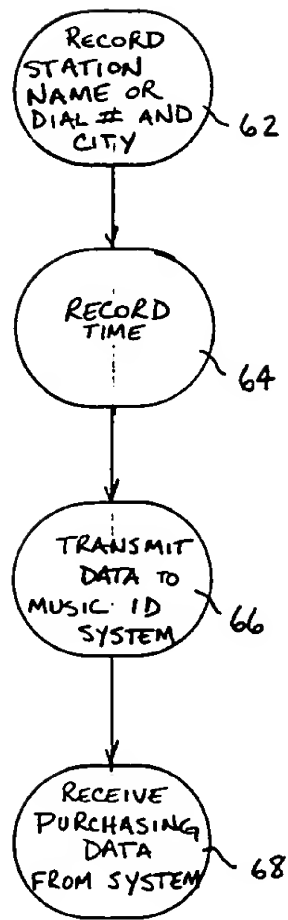 RECORD
STATION
NAME OR
DIAL # AND
CITY
62
RECORD
TIME
64
TRANSMIT
DATA TO
MUSIC ID
SYSTEM
66
RECEIVE
PURCHASING
DATA
FROM SYSTEM
68